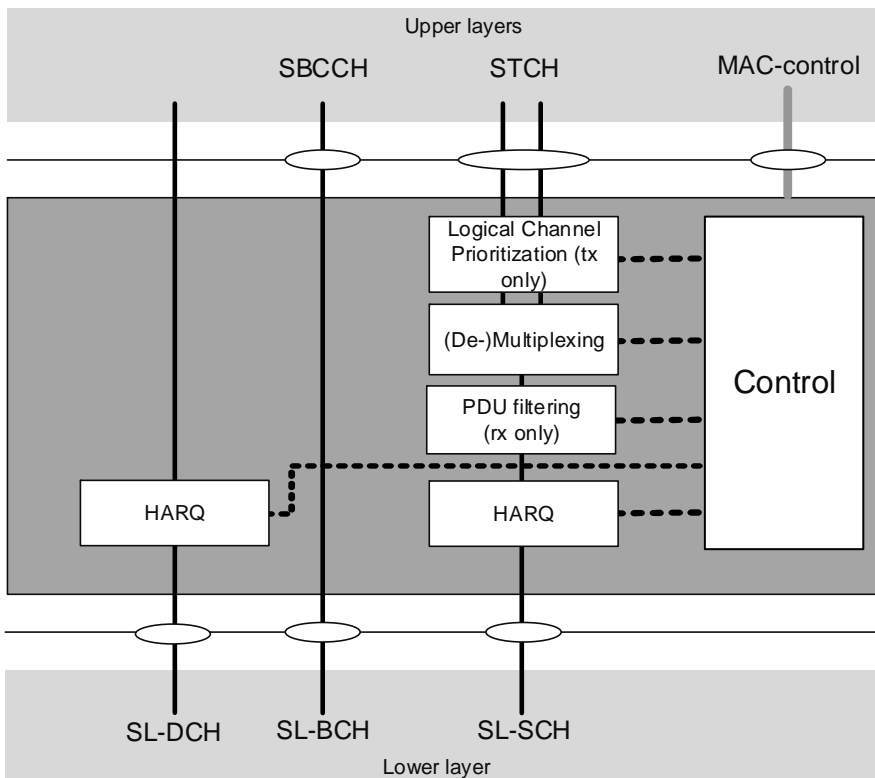 Upper layers
SBCCH
STCH
MAC-control
Logical Channel
Prioritization (tx
only)
(De-)Multiplexing
Control
PDU filtering
(rx only)
HARQ
HARQ
SL-DCH
SL-BCH
SL-SCH
Lower layer